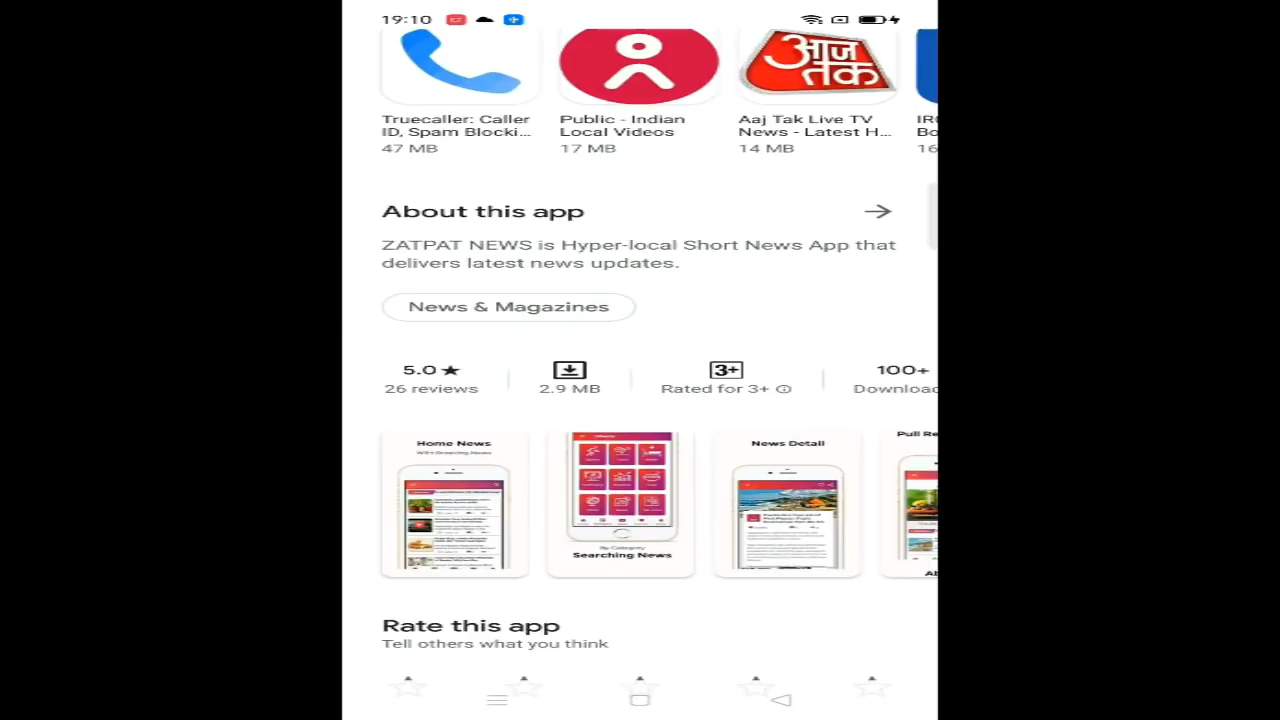 19:10
आज तक
Truecaller: Caller ID, Spam Blocki...
47 MB
Public - Indian Local Videos
17 MB
Aaj Tak Live TV News - Latest H...
14 MB
About this app
ZATPAT NEWS is Hyper-local Short News App that
delivers latest news updates.
News & Magazines
5.0★
26 reviews
2.9 MB
3+
Rated for 3+
100+
Home News
News Detail
By Category
Searching News
Rate this app
Tell others what you think